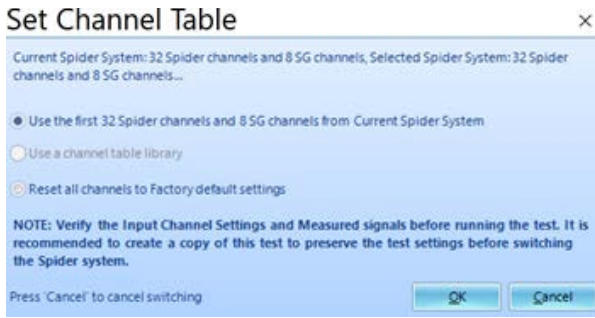 Set Channel Table
Current Spider System: 32 Spider channels and 8 SG channels, Selected Spider System: 32 Spider
channels and 8 SG channels...
Use the first 32 Spider channels and 8 SG channels from Current Spider System
Use a channel table library
Reset all channels to Factory default settings
NOTE: Verify the Input Channel Settings and Measured signals before running the test. It is
recommended to create a copy of this test to preserve the test settings before switching
the Spider system.
Press 'Cancel' to cancel switching
OK
Cancel